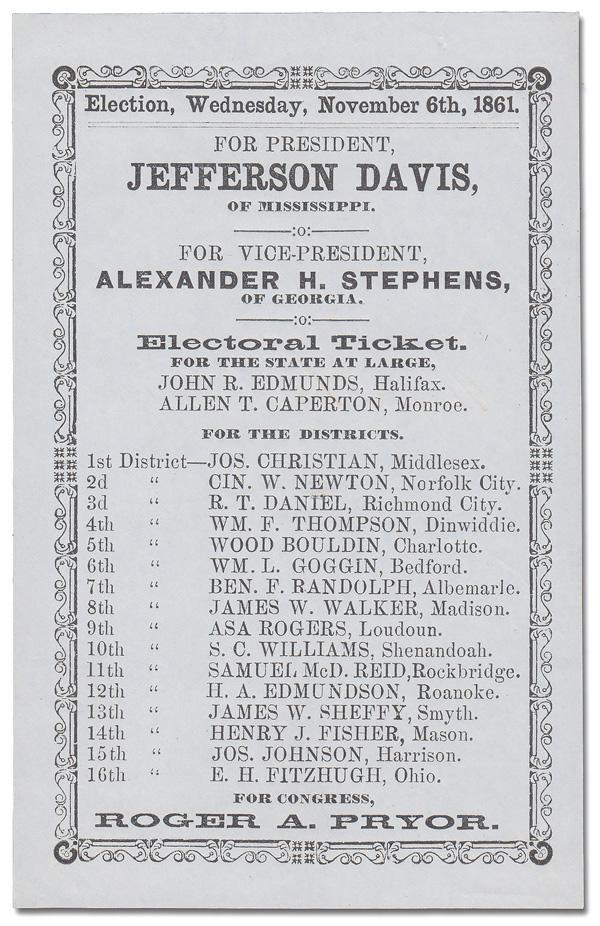 Election, Wednesday, November 6th, 1861.
FOR PRESIDENT,
JEFFERSON DAVIS,
OF MISSISSIPPI.
:o:
FOR VICE-PRESIDENT,
ALEXANDER H. STEPHENS,
OF GEORGIA.
:o:
Electoral Ticket.
FOR THE STATE AT LARGE,
JOHN R. EDMUNDS, Halifax.
ALLEN T. CAPERTON, Monroe.
FOR THE DISTRICTS.
1st District—JOS. CHRISTIAN, Middlesex.
2d “ CIN. W. NEWTON, Norfolk City.
3d “ R. T. DANIEL, Richmond City.
4th “ WM. F. THOMPSON, Dinwiddie.
5th “ WOOD BOULDIN, Charlotte.
6th “ WM. L. GOGGIN, Bedford.
7th “ BEN. F. RANDOLPH, Albemarle.
8th “ JAMES W. WALKER, Madison.
9th “ ASA ROGERS, Loudoun.
10th “ S. C. WILLIAMS, Shenandoah.
11th “ SAMUEL McD. REID, Rockbridge.
12th “ H. A. EDMUNDSON, Roanoke.
13th “ JAMES W. SHEFFY, Smyth.
14th “ HENRY J. FISHER, Mason.
15th “ JOS. JOHNSON, Harrison.
16th “ E. H. FITZHUGH, Ohio.
FOR CONGRESS,
ROGER A. PRYOR.